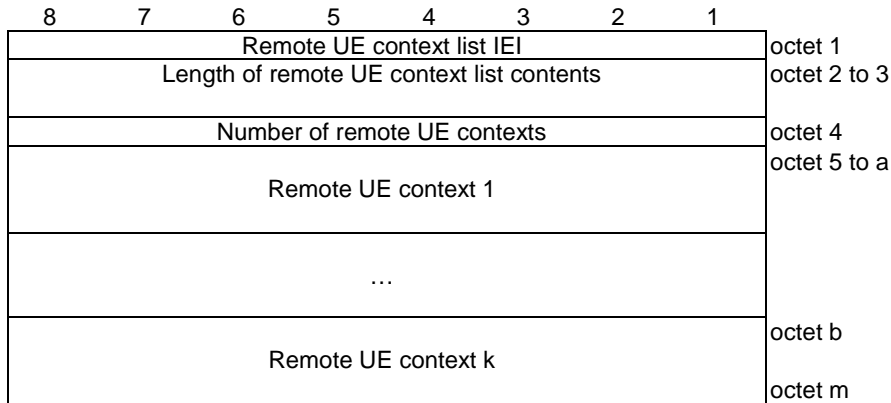 8 7 6 5 4 3 2 1
Remote UE context list IEI octet 1
Length of remote UE context list contents octet 2 to 3
Number of remote UE contexts octet 4
octet 5 to a
Remote UE context 1
…
octet b
Remote UE context k
octet m